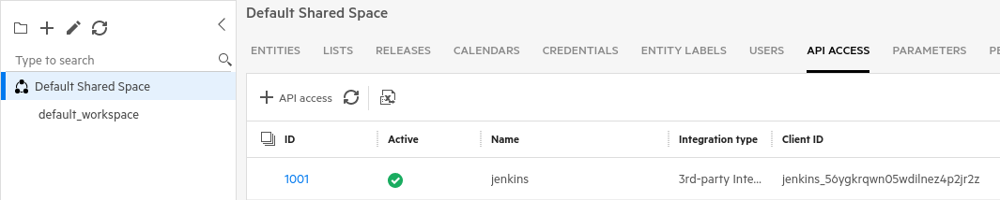 Default Shared Space
ENTITIES LISTS RELEASES CALENDARS CREDENTIALS ENTITY LABELS USERS API ACCESS PARAMETERS PE
Type to search
Default Shared Space
default_workspace
API access
ID Active Name Integration type Client ID
1001 jenkins 3rd-party Inte... jenkins_56ygkrqwn05wdilnez4p2jr2z